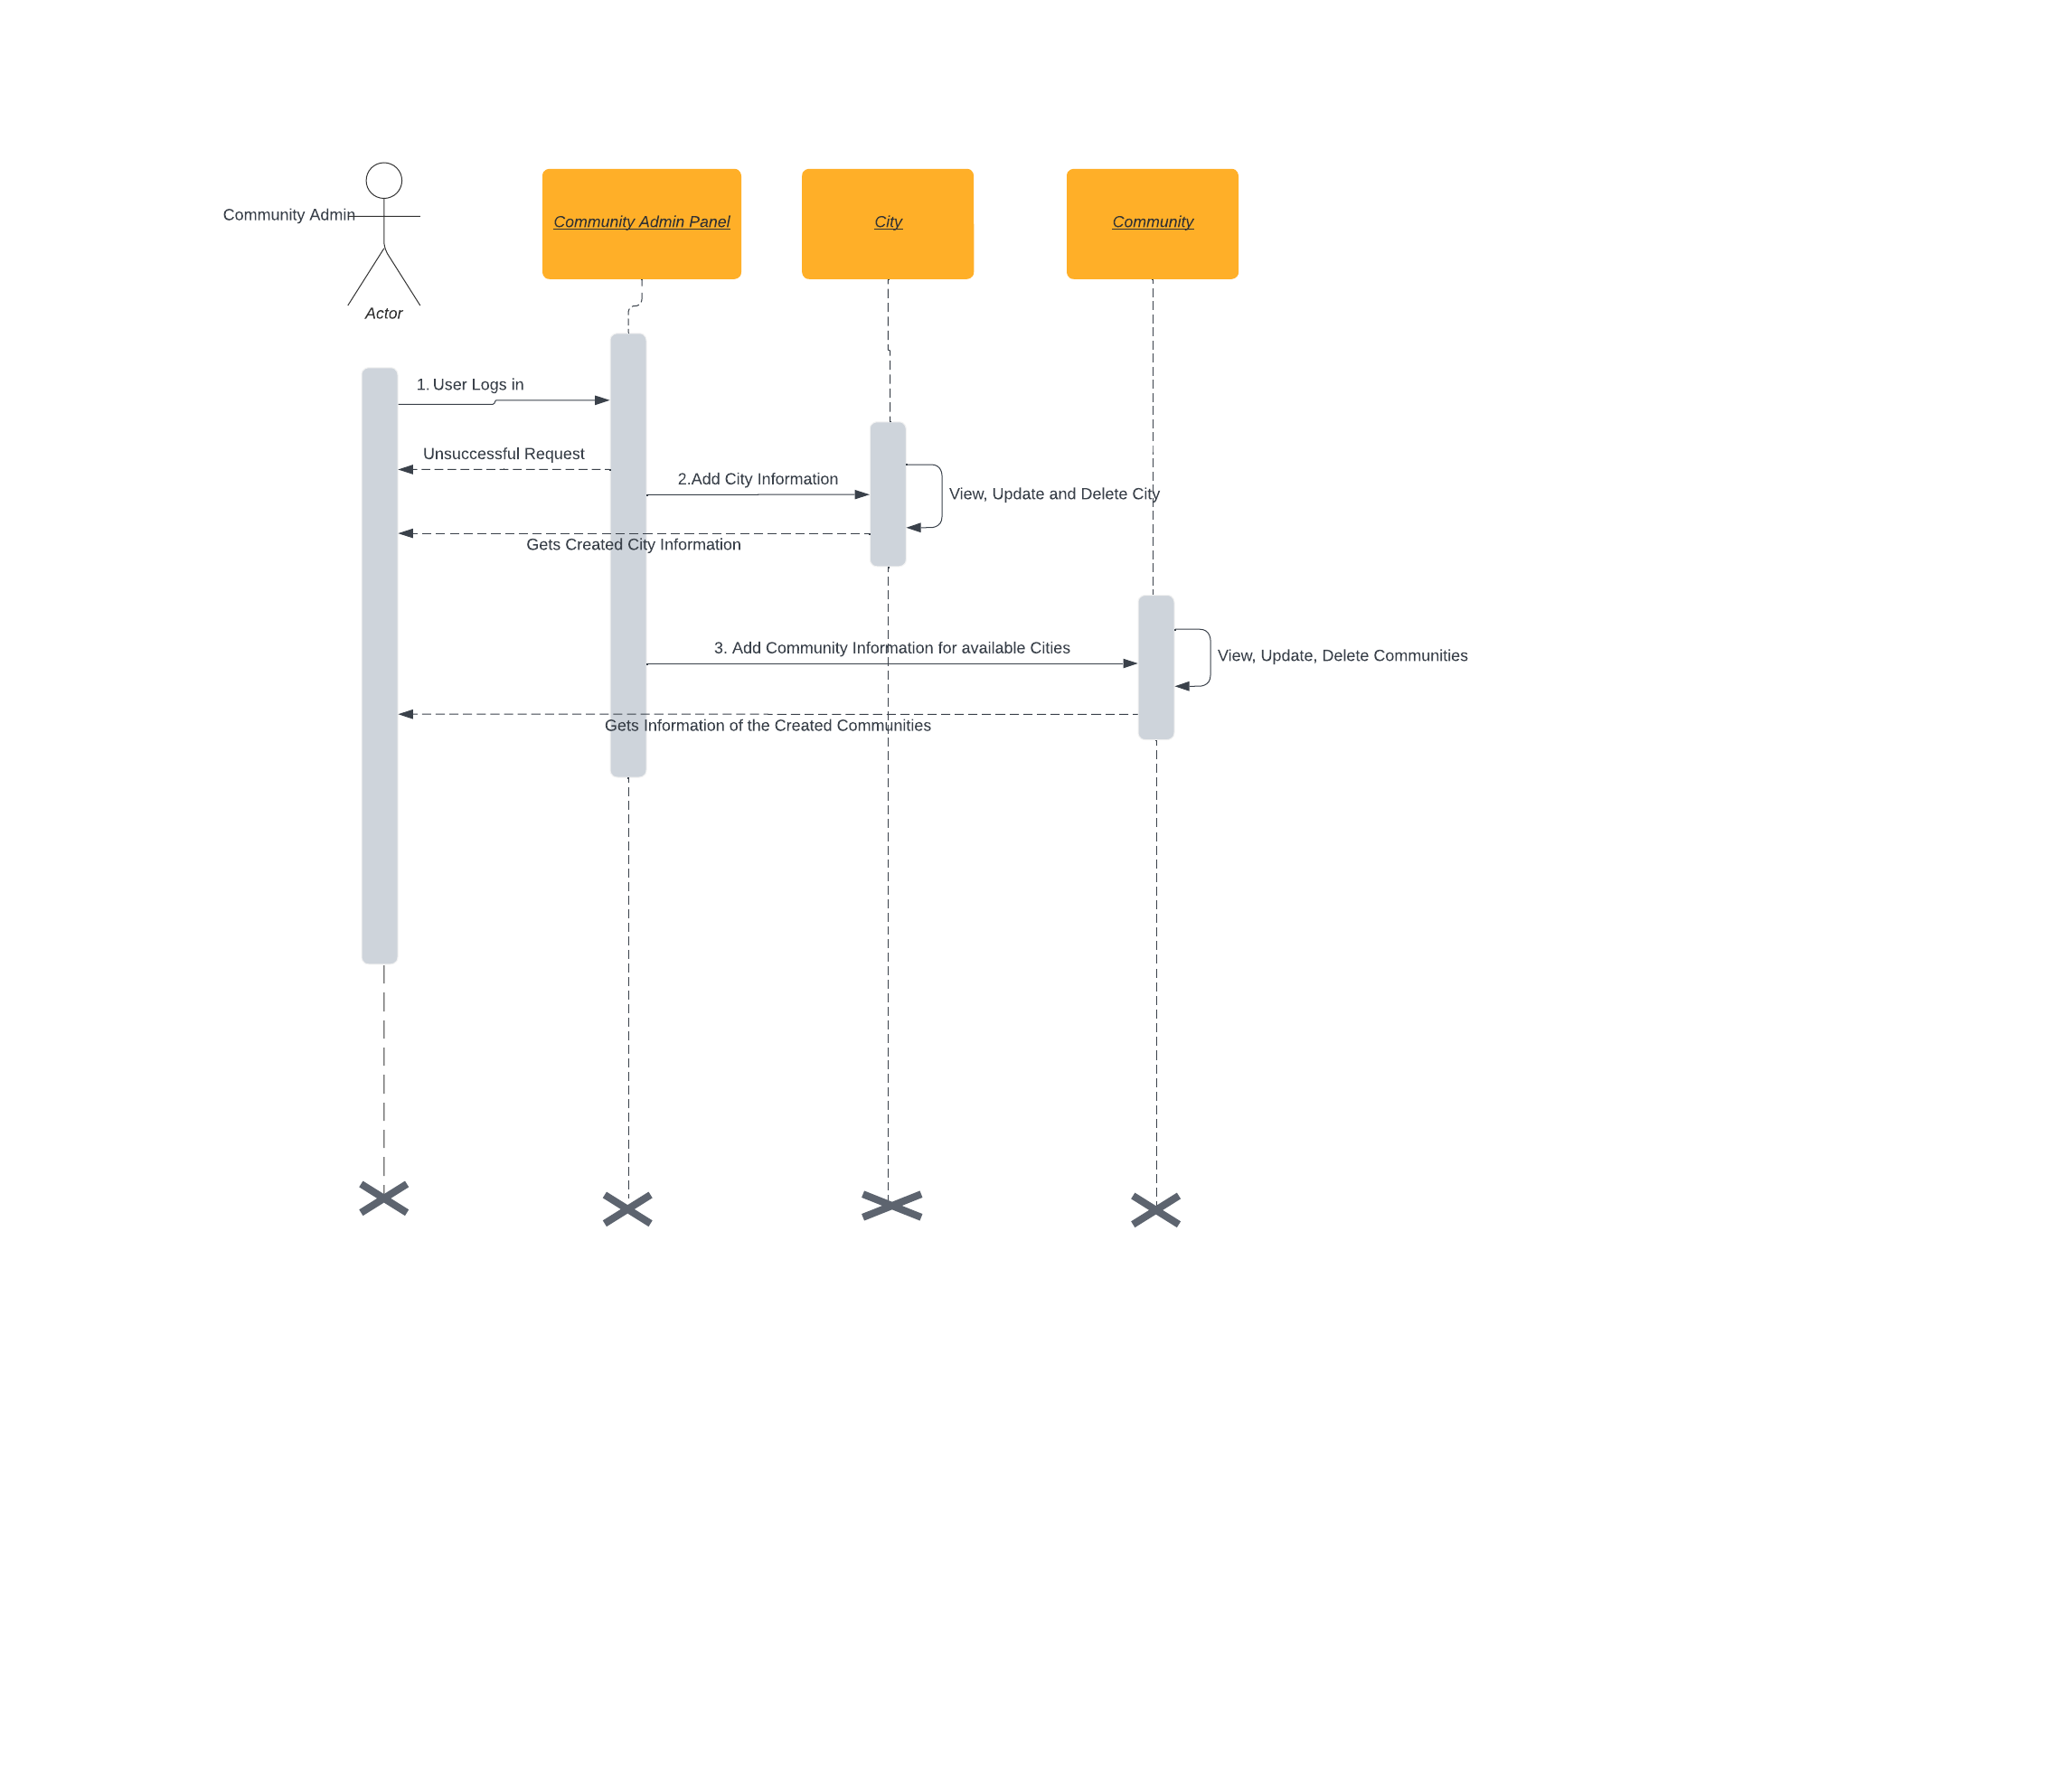 Community Admin
Actor
Community Admin Panel
City
Community
1. User Logs in
Unsuccessful Request
2.Add City Information
View, Update and Delete City
Gets Created City Information
3. Add Community Information for available Cities
View, Update, Delete Communities
Gets Information of the Created Communities